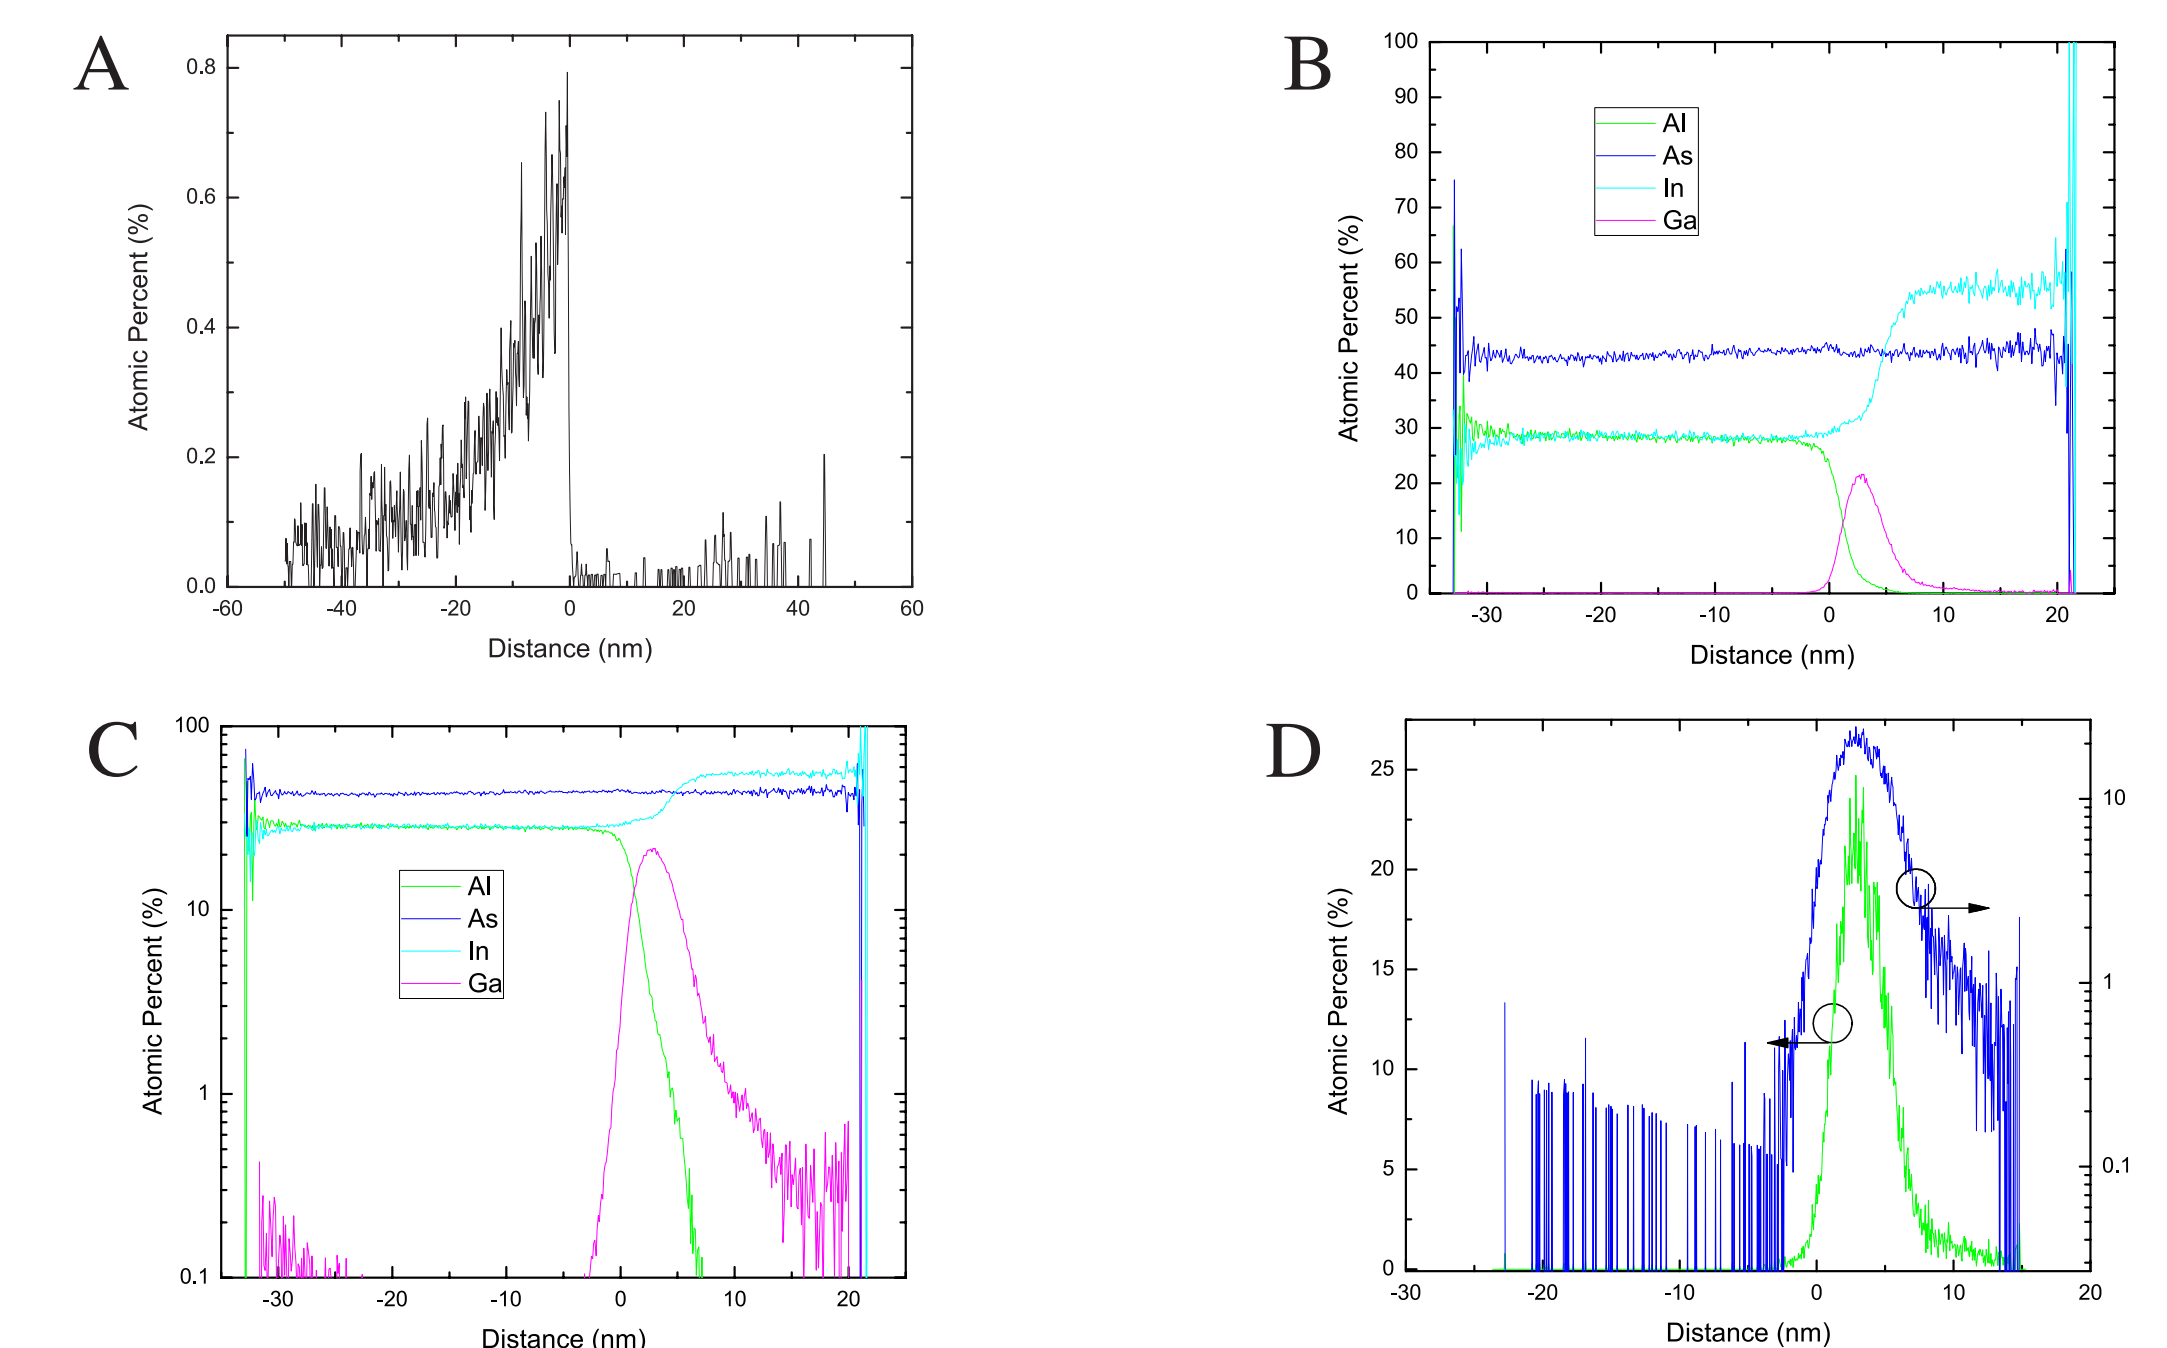 A
0.8
0.6
0.4
0.2
0.0
-60 -40 -20 0 20 40 60
Atomic Percent (%)
Distance (nm)
B
100
90
80
70
60
50
40
30
20
10
0
-30 -20 -10 0 10 20
Al
As
In
Ga
Atomic Percent (%)
Distance (nm)
C
100
10
1
0.1
-30 -20 -10 0 10 20
Al
As
In
Ga
Atomic Percent (%)
Distance (nm)
D
25
20
15
10
5
0
10
1
0.1
-30 -20 -10 0 10 20
Atomic Percent (%)
Distance (nm)